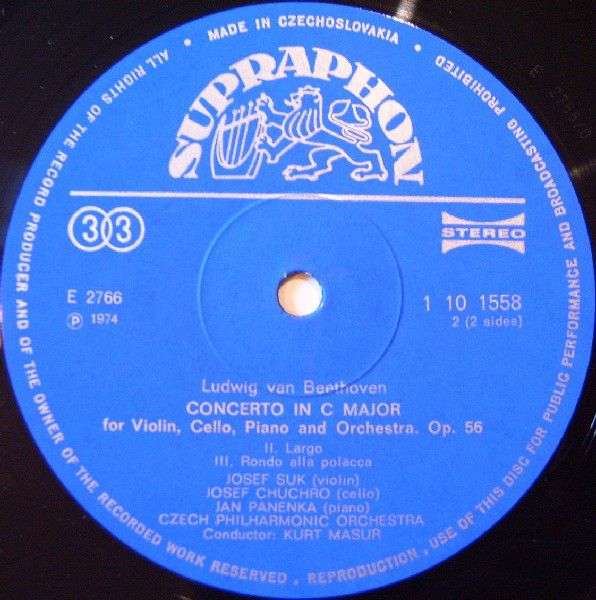 • MADE IN CZECHOSLOVAKIA •
SUPRAPHON
33
STEREO
E 2766
1 10 1558
Ⓟ 1974
2 (2 sides)
Ludwig van Beethoven
CONCERTO IN C MAJOR
for Violin, Cello, Piano and Orchestra. Op. 56
II. Largo
III. Rondo alla polacca
JOSEF SUK (violin)
JOSEF CHUCHRO (cello)
JAN PANENKA (piano)
CZECH PHILHARMONIC ORCHESTRA
Conductor: KURT MASUR
ALL RIGHTS OF THE RECORD PRODUCER AND OF THE OWNER OF THE RECORDED WORK RESERVED . REPRODUCTION , USE OF THIS DISC FOR PUBLIC PERFORMANCE AND BROADCASTING PROHIBITED